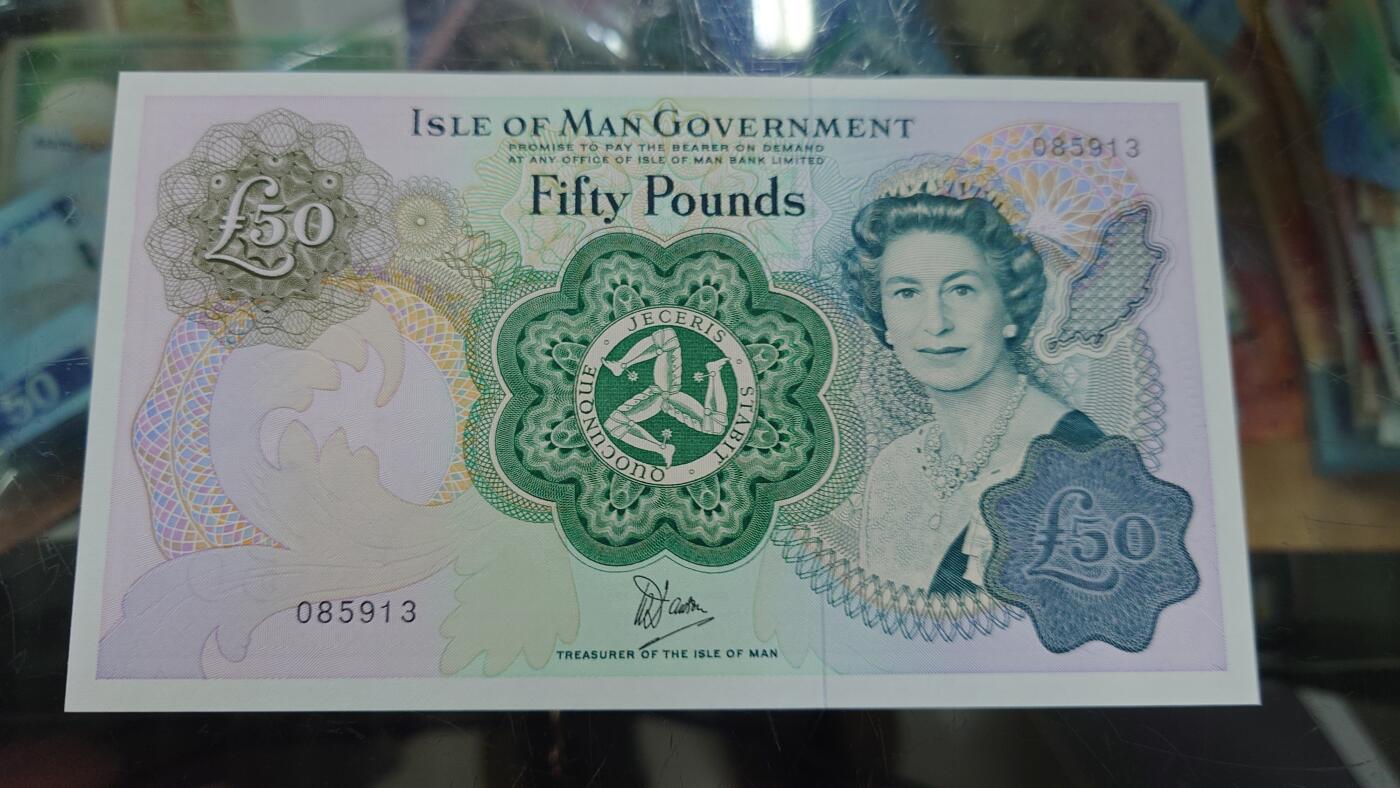 ISLE OF MAN GOVERNMENT
PROMISE TO PAY THE BEARER ON DEMAND
AT ANY OFFICE OF ISLE OF MAN BANK LIMITED
085913
£50
Fifty Pounds
QUOCUNQUE · JECERIS · STABIT
£50
085913
TREASURER OF THE ISLE OF MAN
50